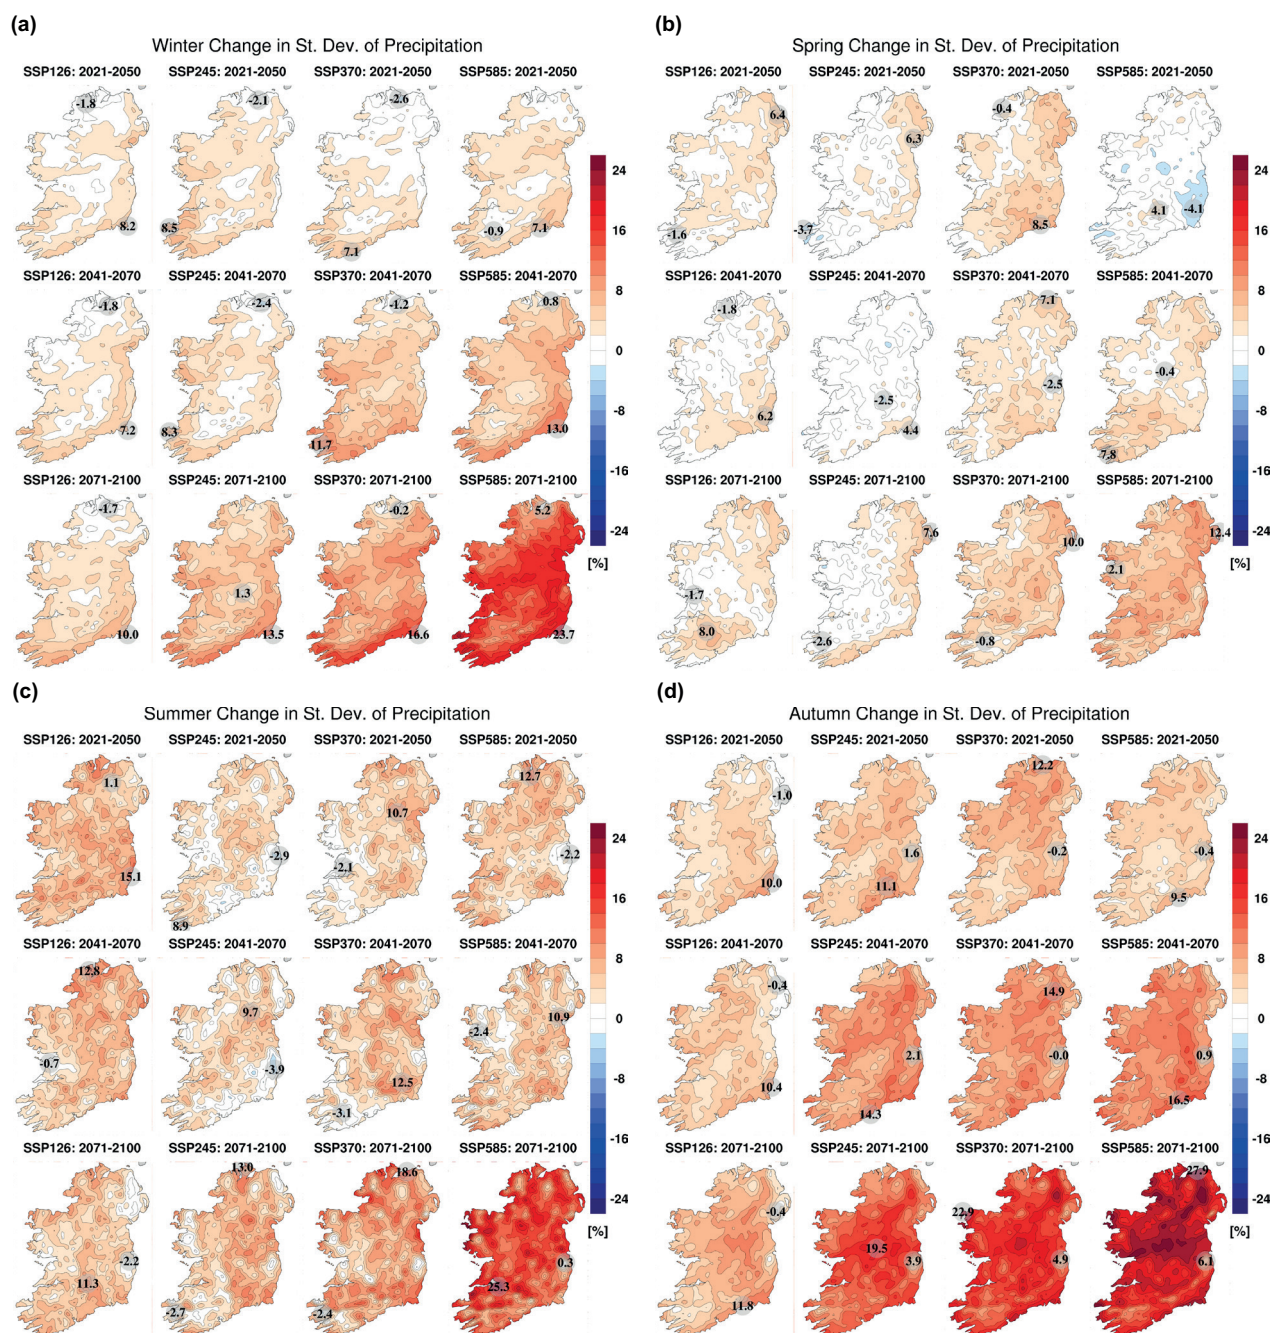 (a)
Winter Change in St. Dev. of Precipitation
SSP126: 2021-2050 SSP245: 2021-2050 SSP370: 2021-2050 SSP585: 2021-2050
-1.8 8.2 -2.1 8.5 -2.6 7.1 -0.9 7.1
SSP126: 2041-2070 SSP245: 2041-2070 SSP370: 2041-2070 SSP585: 2041-2070
-1.8 7.2 -2.4 8.3 -1.2 11.7 0.8 13.0
SSP126: 2071-2100 SSP245: 2071-2100 SSP370: 2071-2100 SSP585: 2071-2100
-1.7 10.0 1.3 13.5 -0.2 16.6 5.2 23.7
24
16
8
0
-8
-16
-24
[%]
(b)
Spring Change in St. Dev. of Precipitation
SSP126: 2021-2050 SSP245: 2021-2050 SSP370: 2021-2050 SSP585: 2021-2050
6.4 -1.6 6.3 -3.7 -0.4 8.5 4.1 -4.1
SSP126: 2041-2070 SSP245: 2041-2070 SSP370: 2041-2070 SSP585: 2041-2070
-1.8 6.2 -2.5 4.4 7.1 -2.5 -0.4 7.8
SSP126: 2071-2100 SSP245: 2071-2100 SSP370: 2071-2100 SSP585: 2071-2100
-1.7 8.0 7.6 -2.6 10.0 -0.8 12.4 2.1
24
16
8
0
-8
-16
-24
[%]
(c)
Summer Change in St. Dev. of Precipitation
SSP126: 2021-2050 SSP245: 2021-2050 SSP370: 2021-2050 SSP585: 2021-2050
1.1 15.1 -2.9 8.9 10.7 -2.1 12.7 -2.2
SSP126: 2041-2070 SSP245: 2041-2070 SSP370: 2041-2070 SSP585: 2041-2070
12.8 -0.7 9.7 -3.9 12.5 -3.1 10.9 -2.4
SSP126: 2071-2100 SSP245: 2071-2100 SSP370: 2071-2100 SSP585: 2071-2100
-2.2 11.3 13.0 -2.7 18.6 -2.4 0.3 25.3
24
16
8
0
-8
-16
-24
[%]
(d)
Autumn Change in St. Dev. of Precipitation
SSP126: 2021-2050 SSP245: 2021-2050 SSP370: 2021-2050 SSP585: 2021-2050
-1.0 10.0 1.6 11.1 12.2 -0.2 -0.4 9.5
SSP126: 2041-2070 SSP245: 2041-2070 SSP370: 2041-2070 SSP585: 2041-2070
-0.4 10.4 2.1 14.3 14.9 -0.0 0.9 16.5
SSP126: 2071-2100 SSP245: 2071-2100 SSP370: 2071-2100 SSP585: 2071-2100
-0.4 11.8 19.5 3.9 22.9 4.9 27.9 6.1
24
16
8
0
-8
-16
-24
[%]